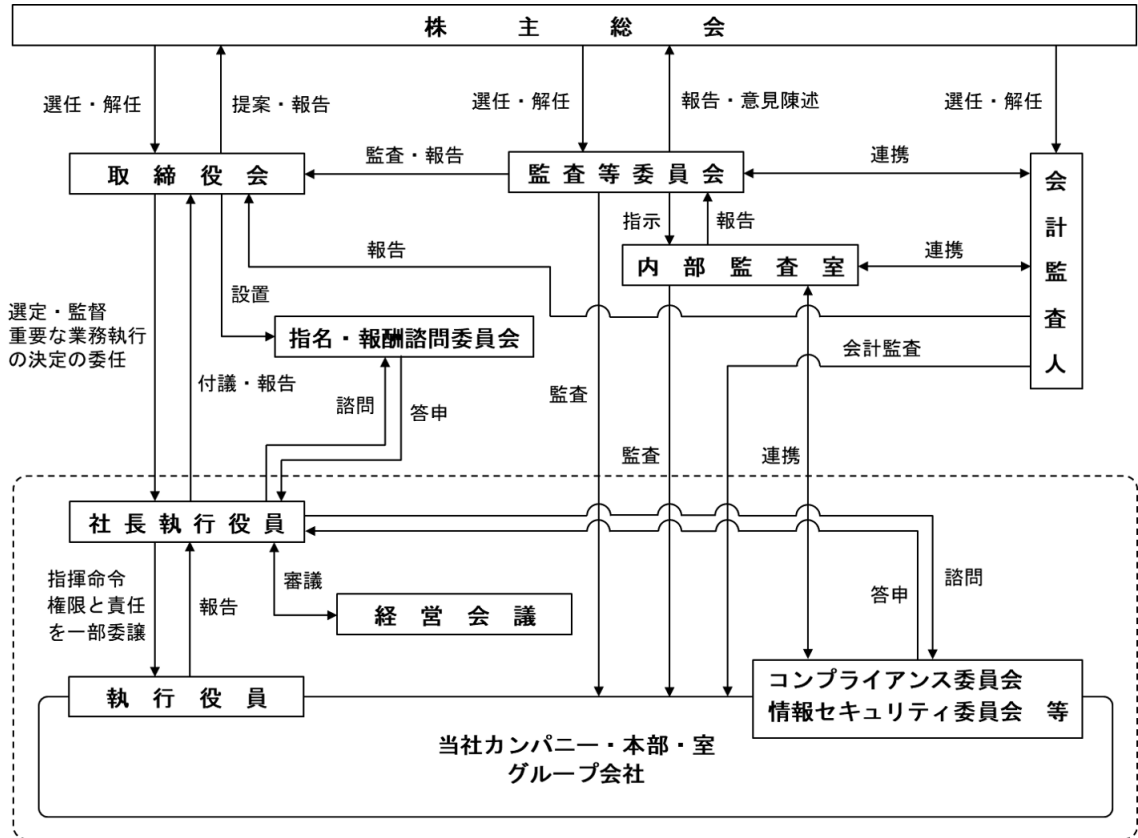 株主総会
選任・解任
提案・報告
選任・解任
報告・意見陳述
選任・解任
取締役会
監査・報告
監査等委員会
連携
会計監査人
指示
報告
報告
内部監査室
連携
設置
選定・監督
重要な業務執行
の決定の委任
指名・報酬諮問委員会
会計監査
付議・報告
諮問
答申
監査
監査
連携
社長執行役員
指揮命令
権限と責任
を一部委譲
報告
審議
経営会議
答申
諮問
執行役員
コンプライアンス委員会
情報セキュリティ委員会 等
当社カンパニー・本部・室
グループ会社